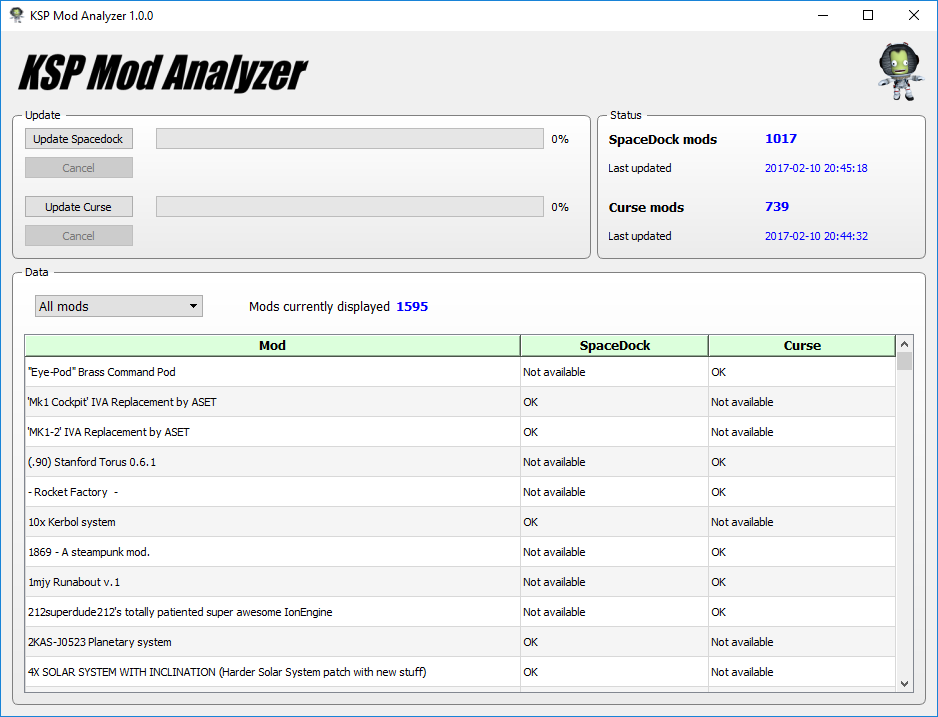 KSP Mod Analyzer 1.0.0
KSP Mod Analyzer
Update
Update Spacedock
0%
Cancel
Update Curse
0%
Cancel
Status
SpaceDock mods 1017
Last updated 2017-02-10 20:45:18
Curse mods 739
Last updated 2017-02-10 20:44:32
Data
All mods
Mods currently displayed 1595
Mod SpaceDock Curse
"Eye-Pod" Brass Command Pod Not available OK
'Mk1 Cockpit' IVA Replacement by ASET OK Not available
'MK1-2' IVA Replacement by ASET OK Not available
(.90) Stanford Torus 0.6.1 Not available OK
- Rocket Factory  - Not available OK
10x Kerbol system OK Not available
1869 - A steampunk mod. Not available OK
1mjy Runabout v.1 Not available OK
212superdude212's totally patiented super awesome IonEngine Not available OK
2KAS-J0523 Planetary system OK Not available
4X SOLAR SYSTEM WITH INCLINATION (Harder Solar System patch with new stuff) OK Not available